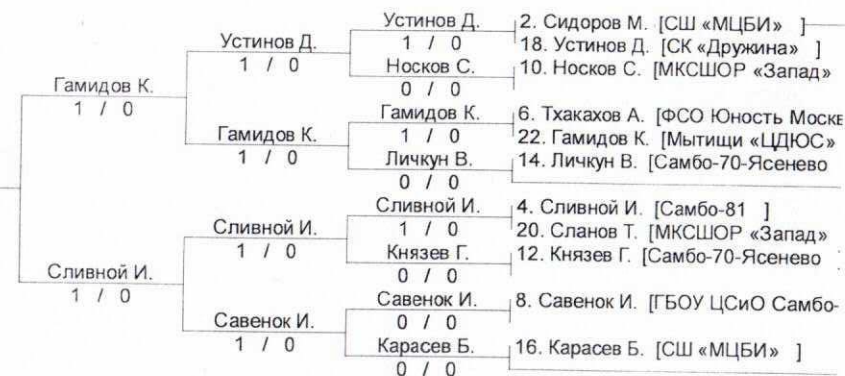 Устинов Д.
2. Сидоров М. [СШ «МЦБИ» ]
Устинов Д.
1 / 0
18. Устинов Д. [СК «Дружина» ]
1 / 0
Носков С.
10. Носков С. [МКСШОР «Запад»
Гамидов К.
0 / 0
1 / 0
Гамидов К.
6. Тхакахов А. [ФСО Юность Москв
Гамидов К.
1 / 0
22. Гамидов К. [Мытищи «ЦДЮС»
1 / 0
Личкун В.
14. Личкун В. [Самбо-70-Ясенево
0 / 0
Сливной И.
4. Сливной И. [Самбо-81 ]
Сливной И.
1 / 0
20. Сланов Т. [МКСШОР «Запад»
1 / 0
Князев Г.
12. Князев Г. [Самбо-70-Ясенево
Сливной И.
0 / 0
1 / 0
Савенок И.
8. Савенок И. [ГБОУ ЦСиО Самбо-
Савенок И.
0 / 0
1 / 0
Карасев Б.
16. Карасев Б. [СШ «МЦБИ» ]
0 / 0